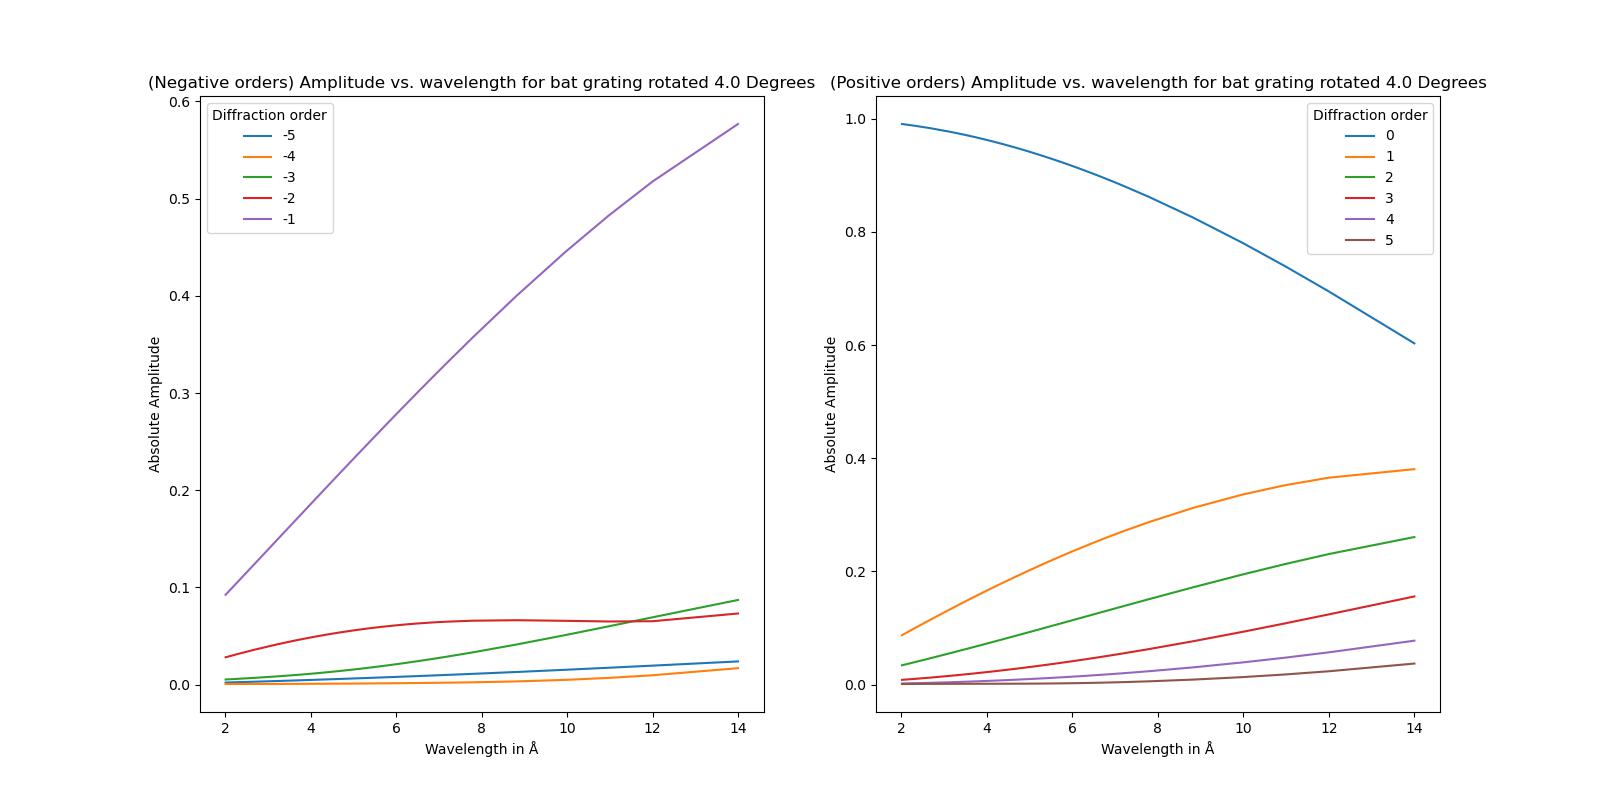 (Negative orders) Amplitude vs. wavelength for bat grating rotated 4.0 Degrees
0.6
0.5
0.4
0.3
0.2
0.1
0.0
Absolute Amplitude
Diffraction order
-5
-4
-3
-2
-1
2 4 6 8 10 12 14
Wavelength in Å
(Positive orders) Amplitude vs. wavelength for bat grating rotated 4.0 Degrees
1.0
0.8
0.6
0.4
0.2
0.0
Absolute Amplitude
Diffraction order
0
1
2
3
4
5
2 4 6 8 10 12 14
Wavelength in Å